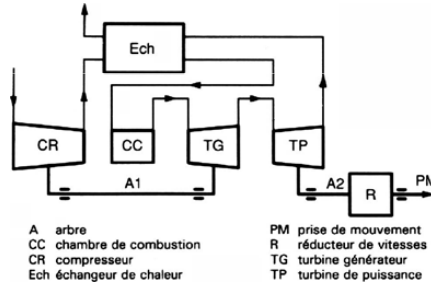 Ech
CR
CC
TG
TP
A1
A2
R
PM
A arbre
CC chambre de combustion
CR compresseur
Ech échangeur de chaleur
PM prise de mouvement
R réducteur de vitesses
TG turbine générateur
TP turbine de puissance